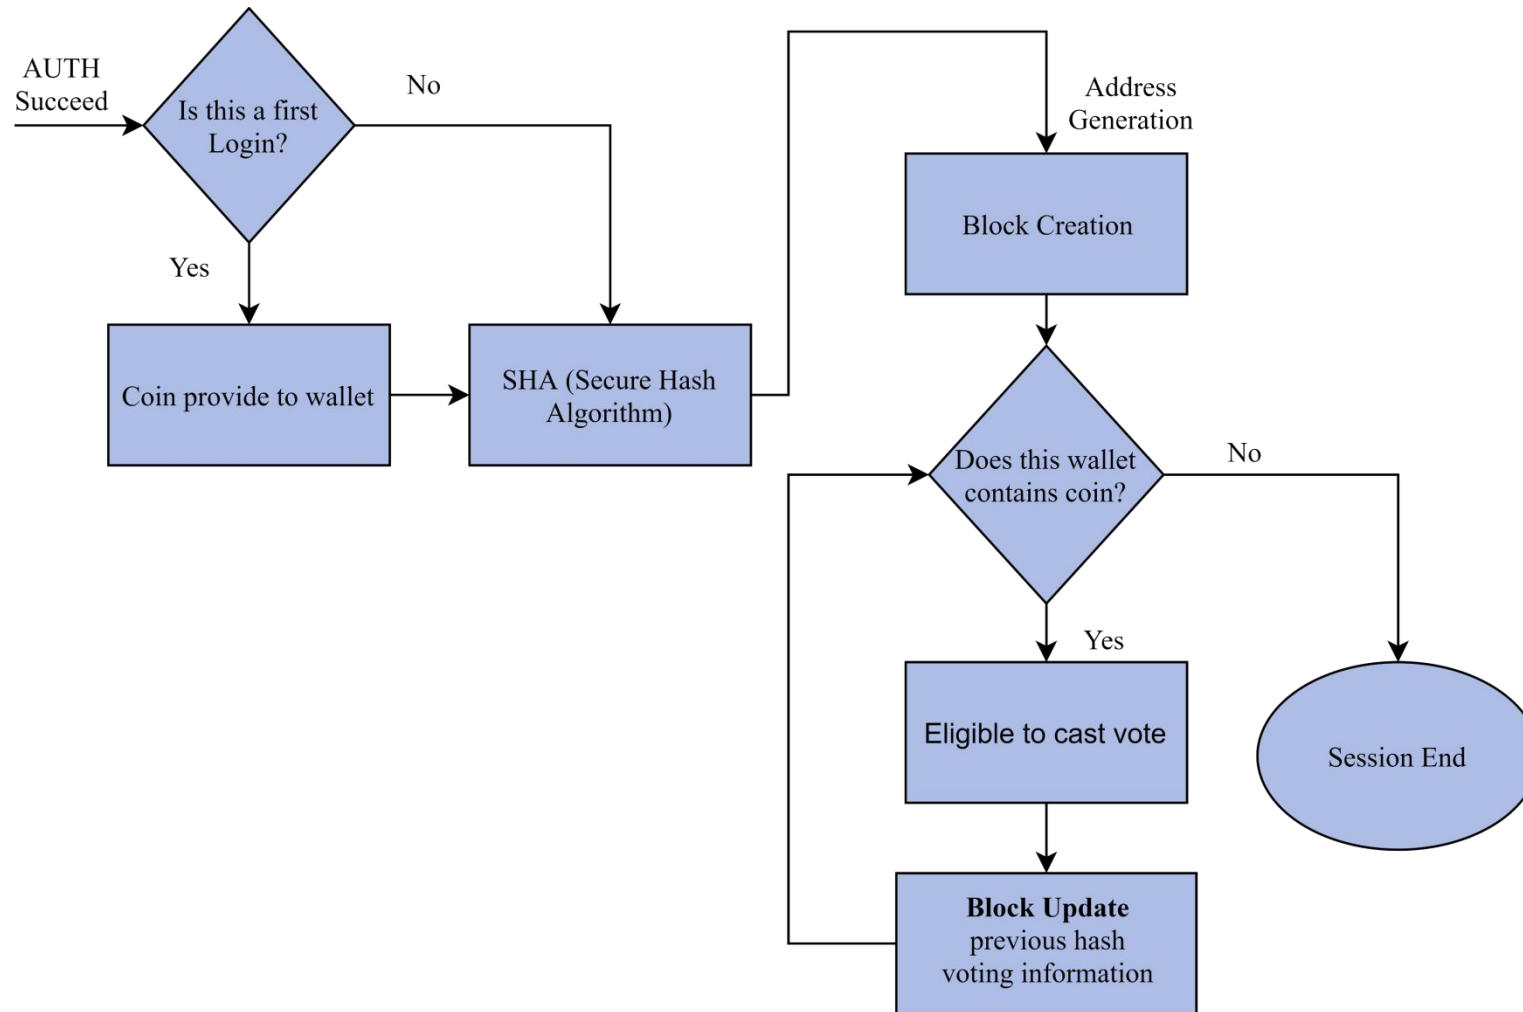 AUTH
Succeed
Is this a first
Login?
No
Yes
Coin provide to wallet
SHA (Secure Hash
Algorithm)
Address
Generation
Block Creation
Does this wallet
contains coin?
No
Yes
Eligible to cast vote
Session End
Block Update
previous hash
voting information